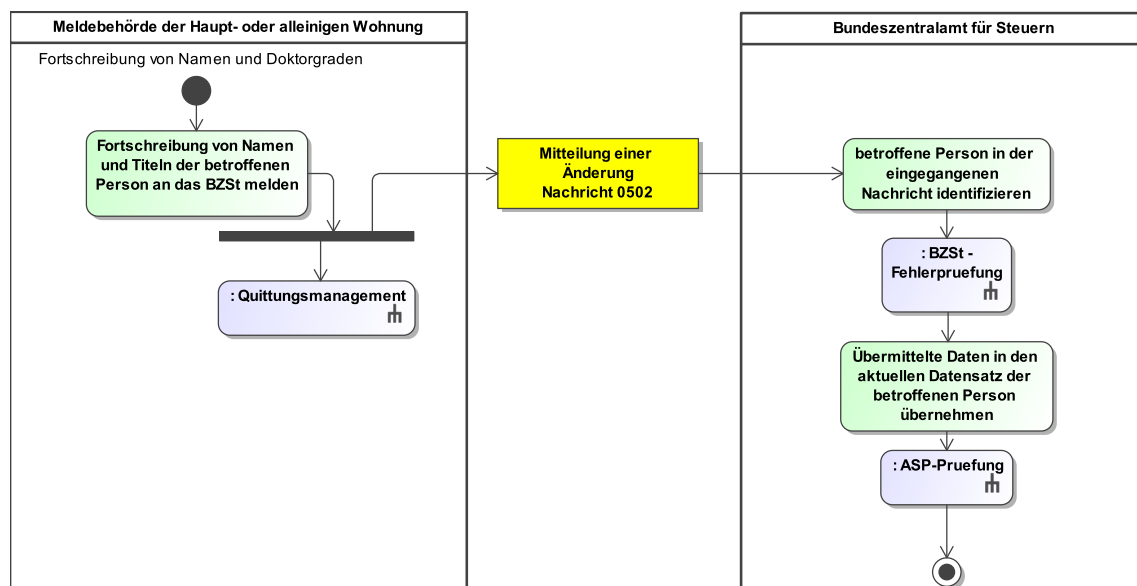 Meldebehörde der Haupt- oder alleinigen Wohnung
Fortschreibung von Namen und Doktorgraden
Fortschreibung von Namen
und Titeln der betroffenen
Person an das BZSt melden
: Quittungsmanagement
Mitteilung einer
Änderung
Nachricht 0502
Bundeszentralamt für Steuern
betroffene Person in der
eingegangenen
Nachricht identifizieren
: BZSt -
Fehlerpruefung
Übermittelte Daten in den
aktuellen Datensatz der
betroffenen Person
übernehmen
: ASP-Pruefung